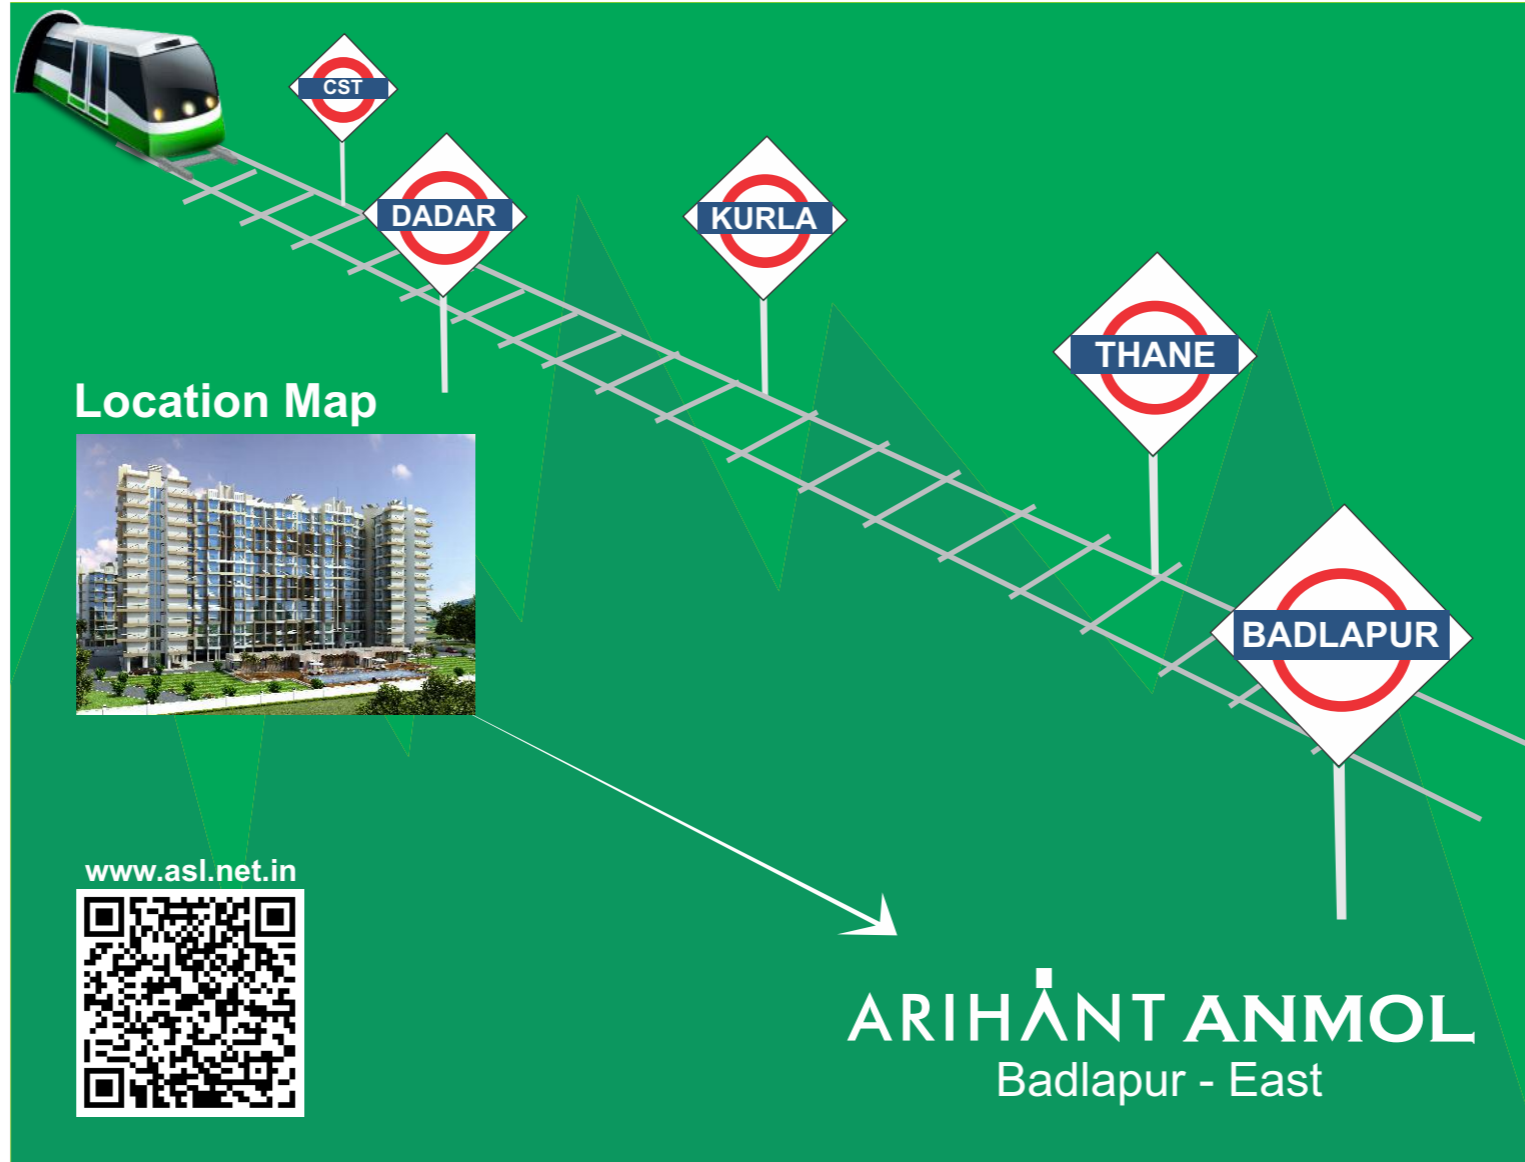 CST
DADAR
KURLA
THANE
Location Map
BADLAPUR
www.asl.net.in
ARIHANT ANMOL
Badlapur - East